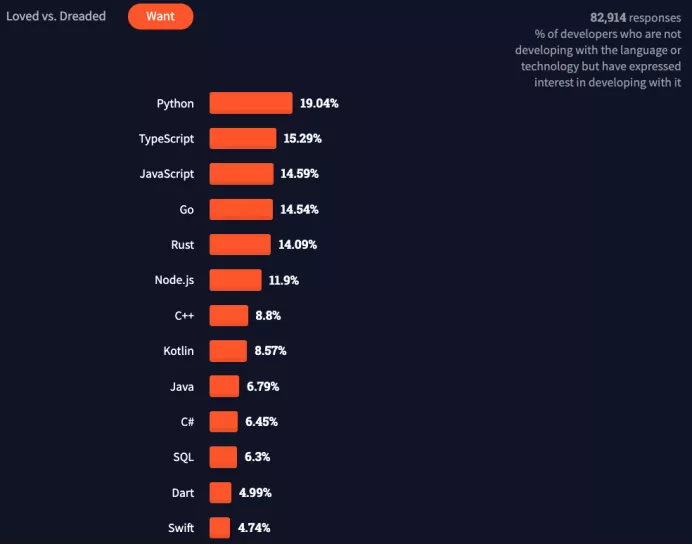 Loved vs. Dreaded
Want
82,914 responses
% of developers who are not
developing with the language or
technology but have expressed
interest in developing with it
Python 19.04%
TypeScript 15.29%
JavaScript 14.59%
Go 14.54%
Rust 14.09%
Node.js 11.9%
C++ 8.8%
Kotlin 8.57%
Java 6.79%
C# 6.45%
SQL 6.3%
Dart 4.99%
Swift 4.74%